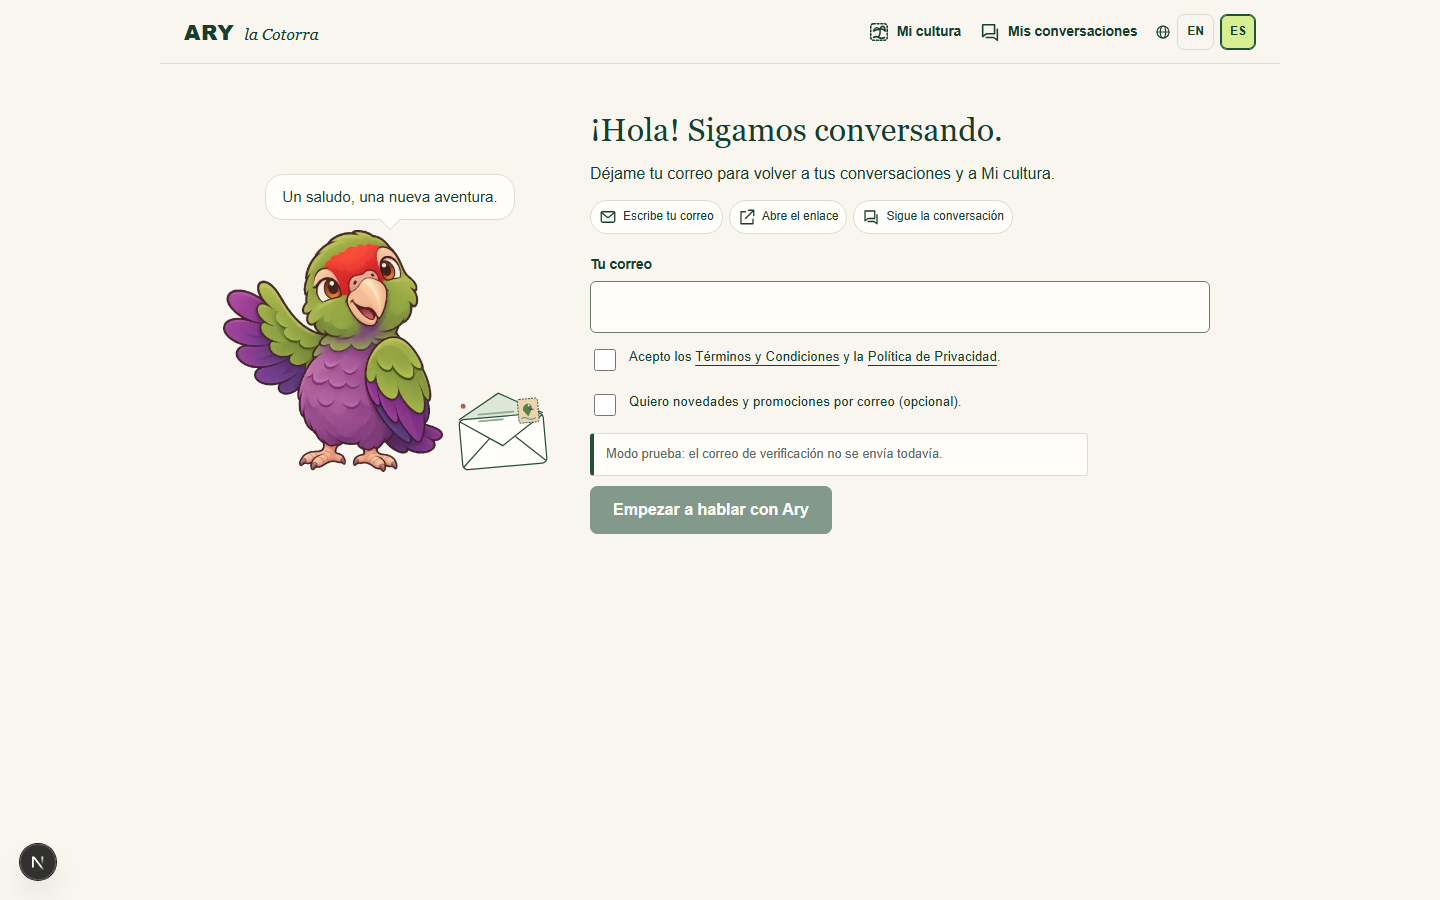 ARY la Cotorra
Mi cultura
Mis conversaciones
EN
ES
¡Hola! Sigamos conversando.
Déjame tu correo para volver a tus conversaciones y a Mi cultura.
Un saludo, una nueva aventura.
Escribe tu correo
Abre el enlace
Sigue la conversación
Tu correo
Acepto los Términos y Condiciones y la Política de Privacidad.
Quiero novedades y promociones por correo (opcional).
Modo prueba: el correo de verificación no se envía todavía.
Empezar a hablar con Ary
N